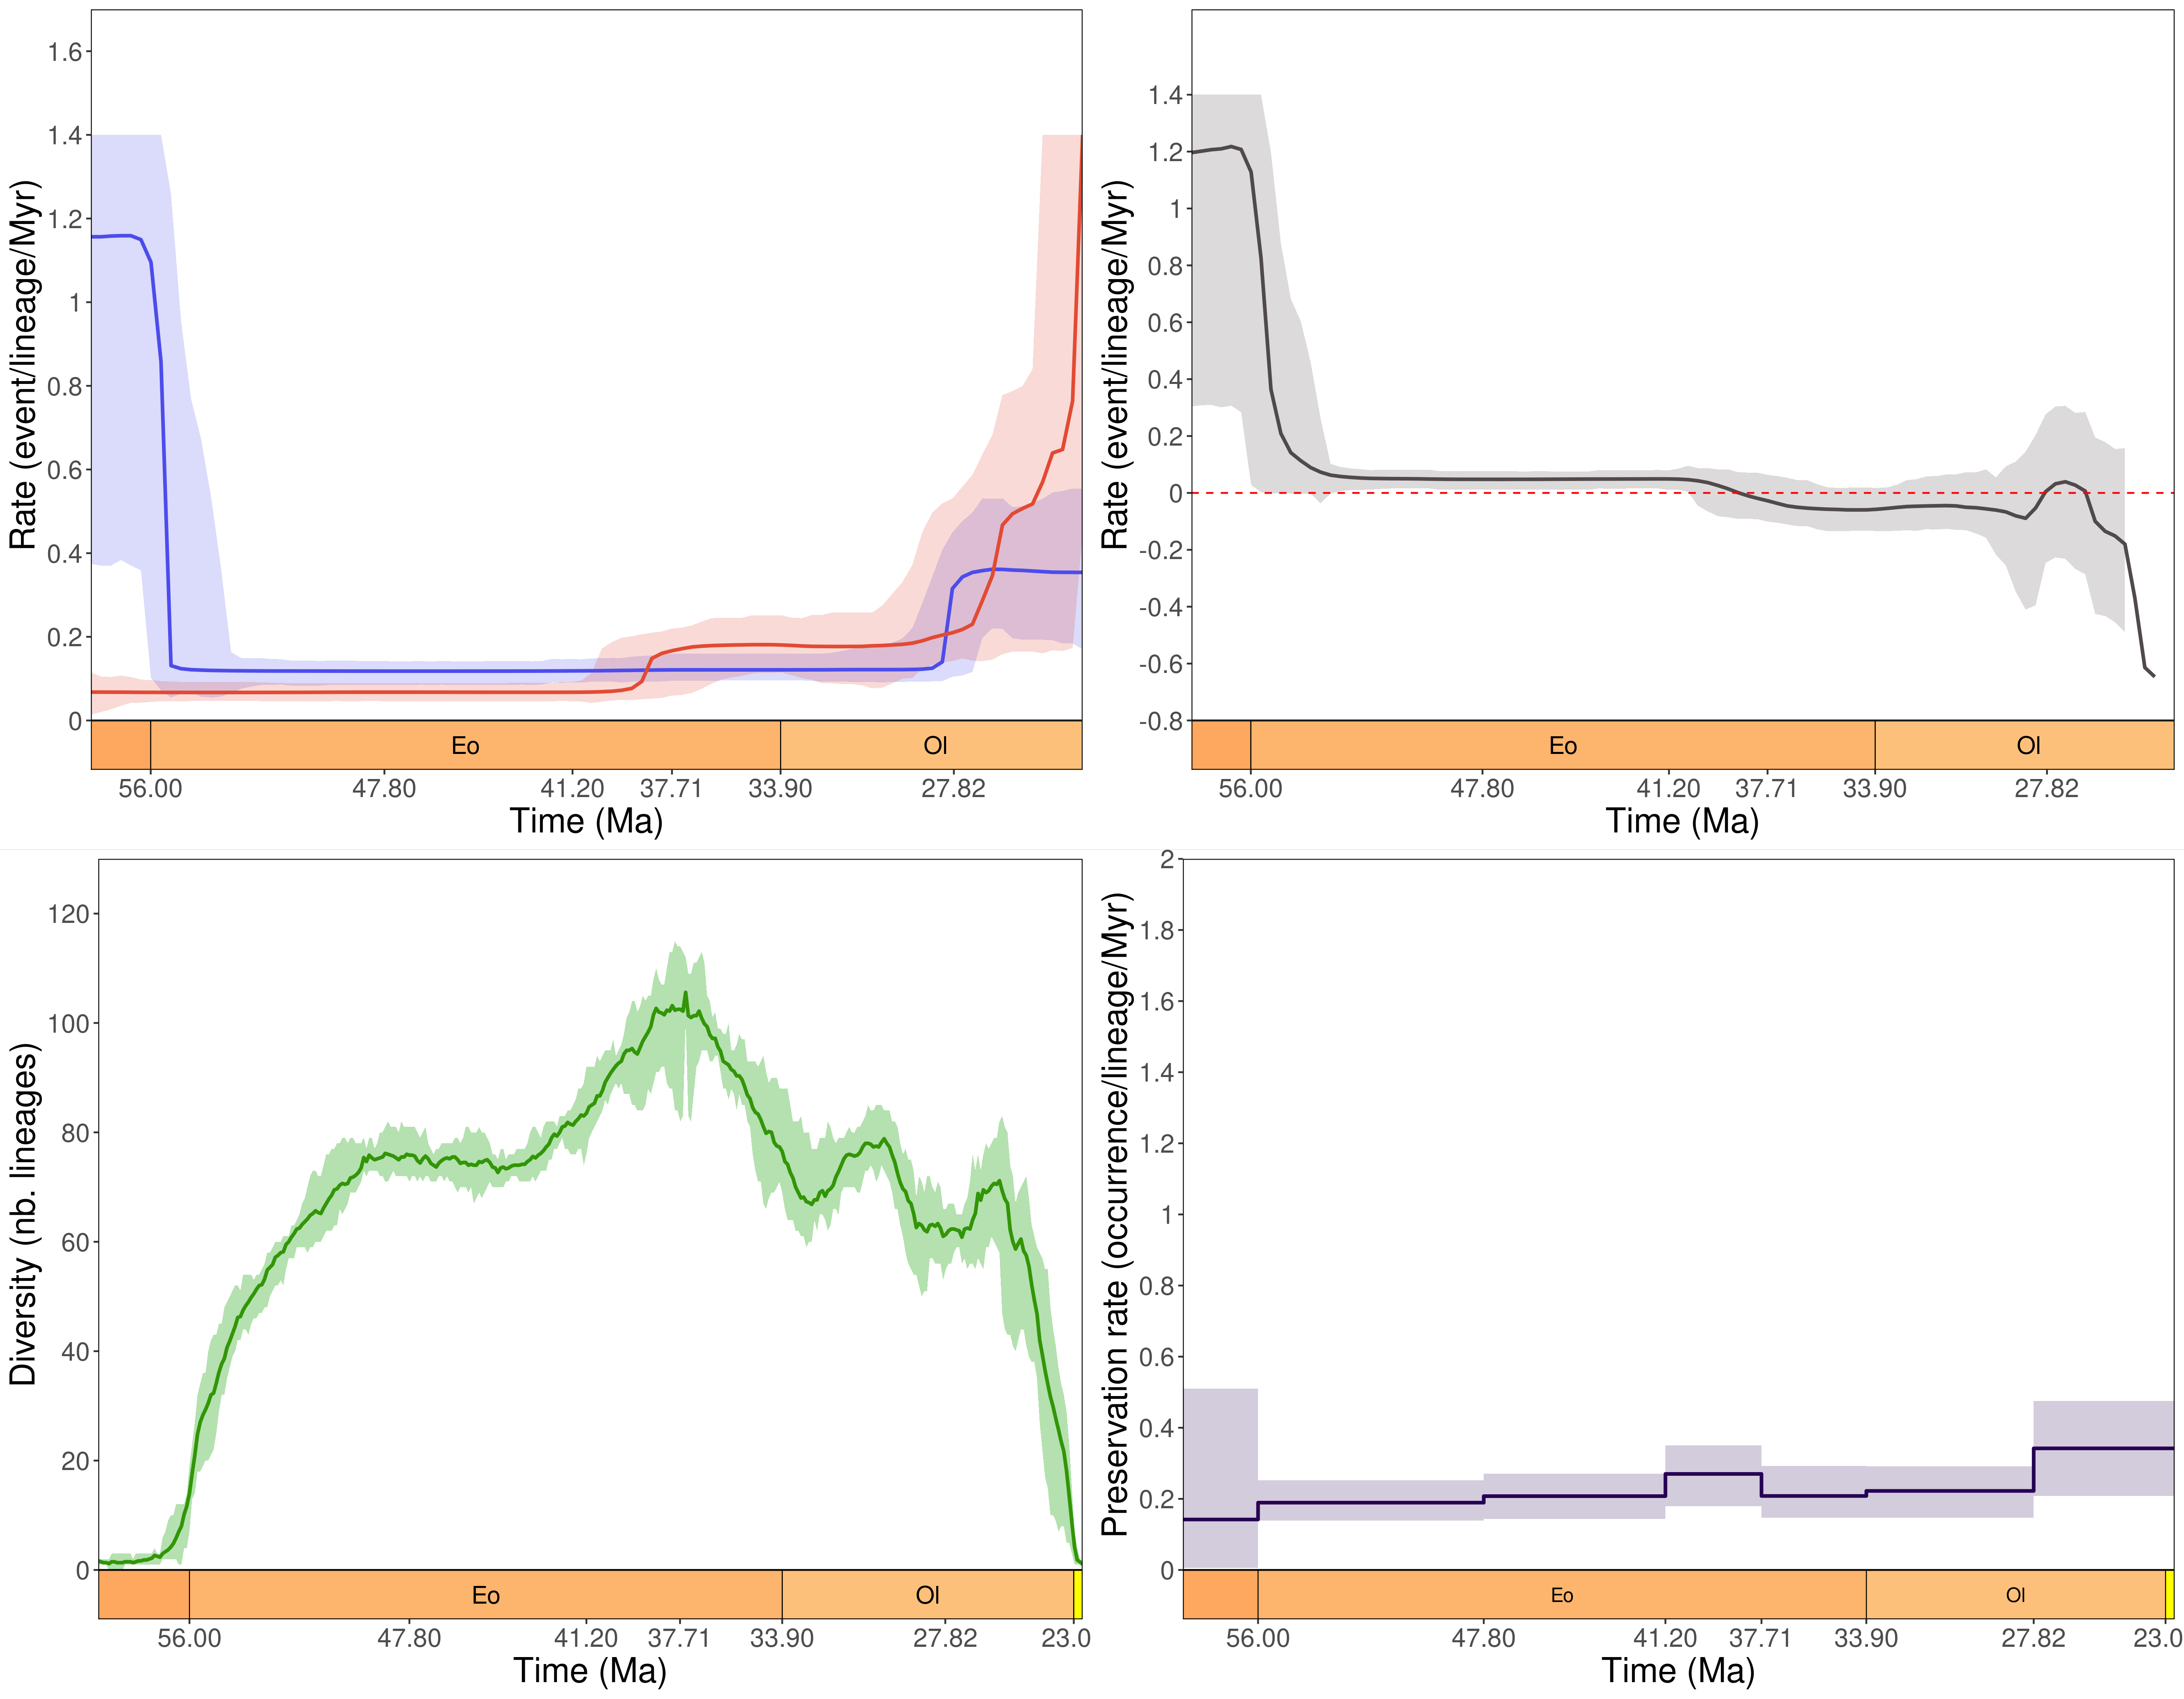 Rate (event/lineage/Myr)
1.6
1.4
1.2
1
0.8
0.6
0.4
0.2
0
Eo Ol
56.00 47.80 41.20 37.71 33.90 27.82
Time (Ma)
Rate (event/lineage/Myr)
1.4
1.2
1
0.8
0.6
0.4
0.2
0
-0.2
-0.4
-0.6
-0.8
Eo Ol
56.00 47.80 41.20 37.71 33.90 27.82
Time (Ma)
Diversity (nb. lineages)
120
100
80
60
40
20
0
Eo Ol
56.00 47.80 41.20 37.71 33.90 27.82 23.0
Time (Ma)
Preservation rate (occurrence/lineage/Myr)
2
1.8
1.6
1.4
1.2
1
0.8
0.6
0.4
0.2
0
Eo Ol
56.00 47.80 41.20 37.71 33.90 27.82 23.0
Time (Ma)